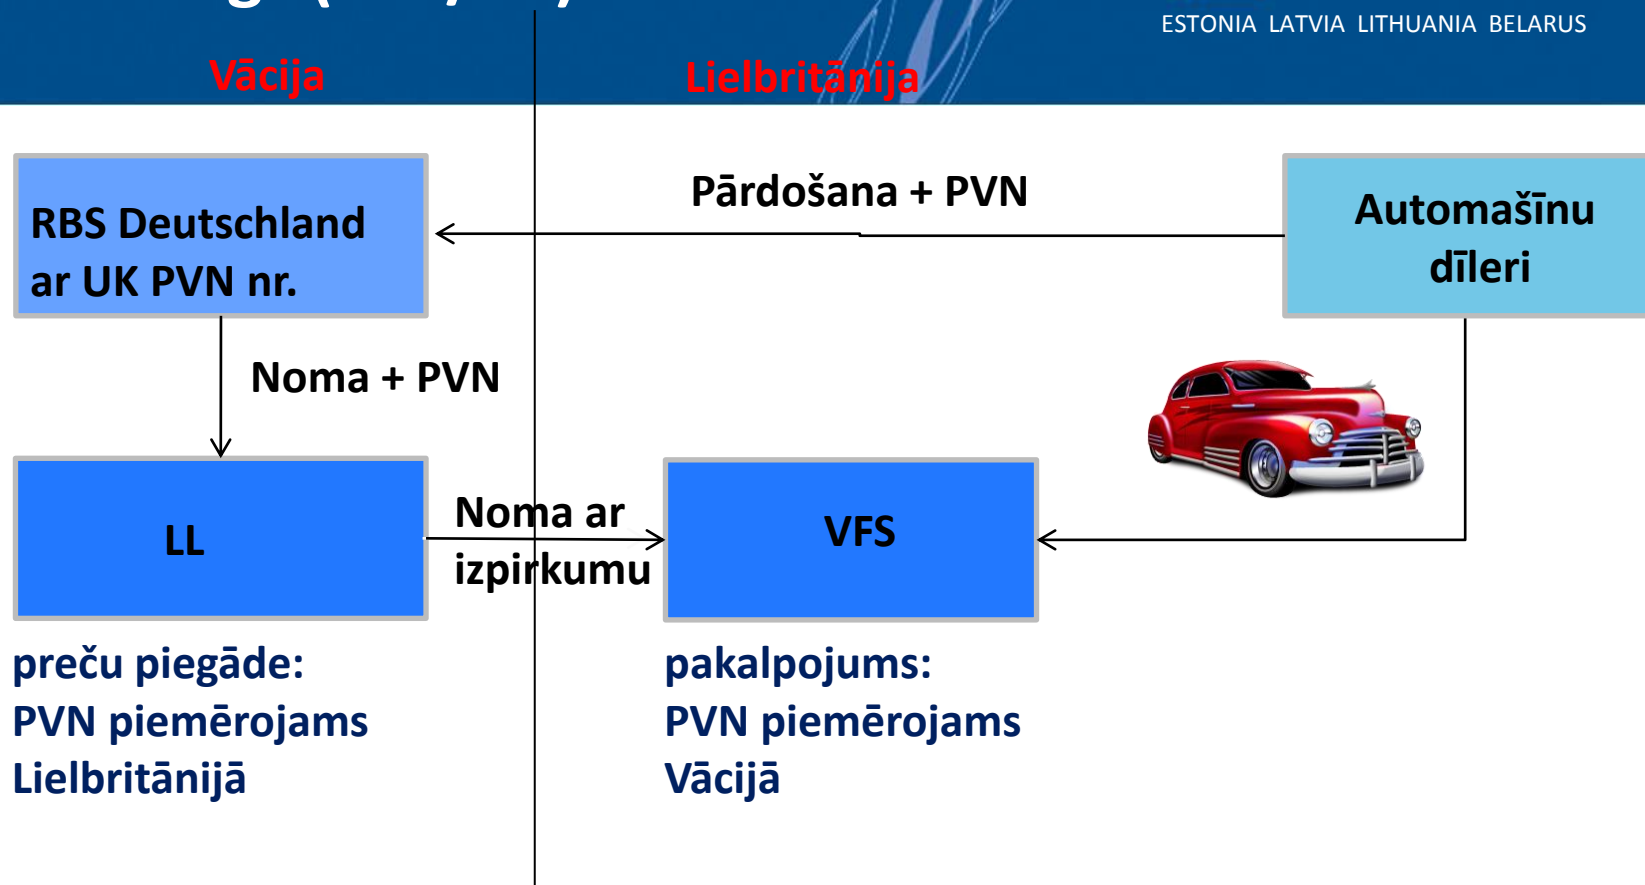 ESTONIA LATVIA LITHUANIA BELARUS
Vācija
Lielbritānija
Pārdošana + PVN
RBS Deutschland
ar UK PVN nr.
Automašīnu
dīleri
Noma + PVN
LL
Noma ar
izpirkumu
VFS
preču piegāde:
PVN piemērojams
Lielbritānijā
pakalpojums:
PVN piemērojams
Vācijā